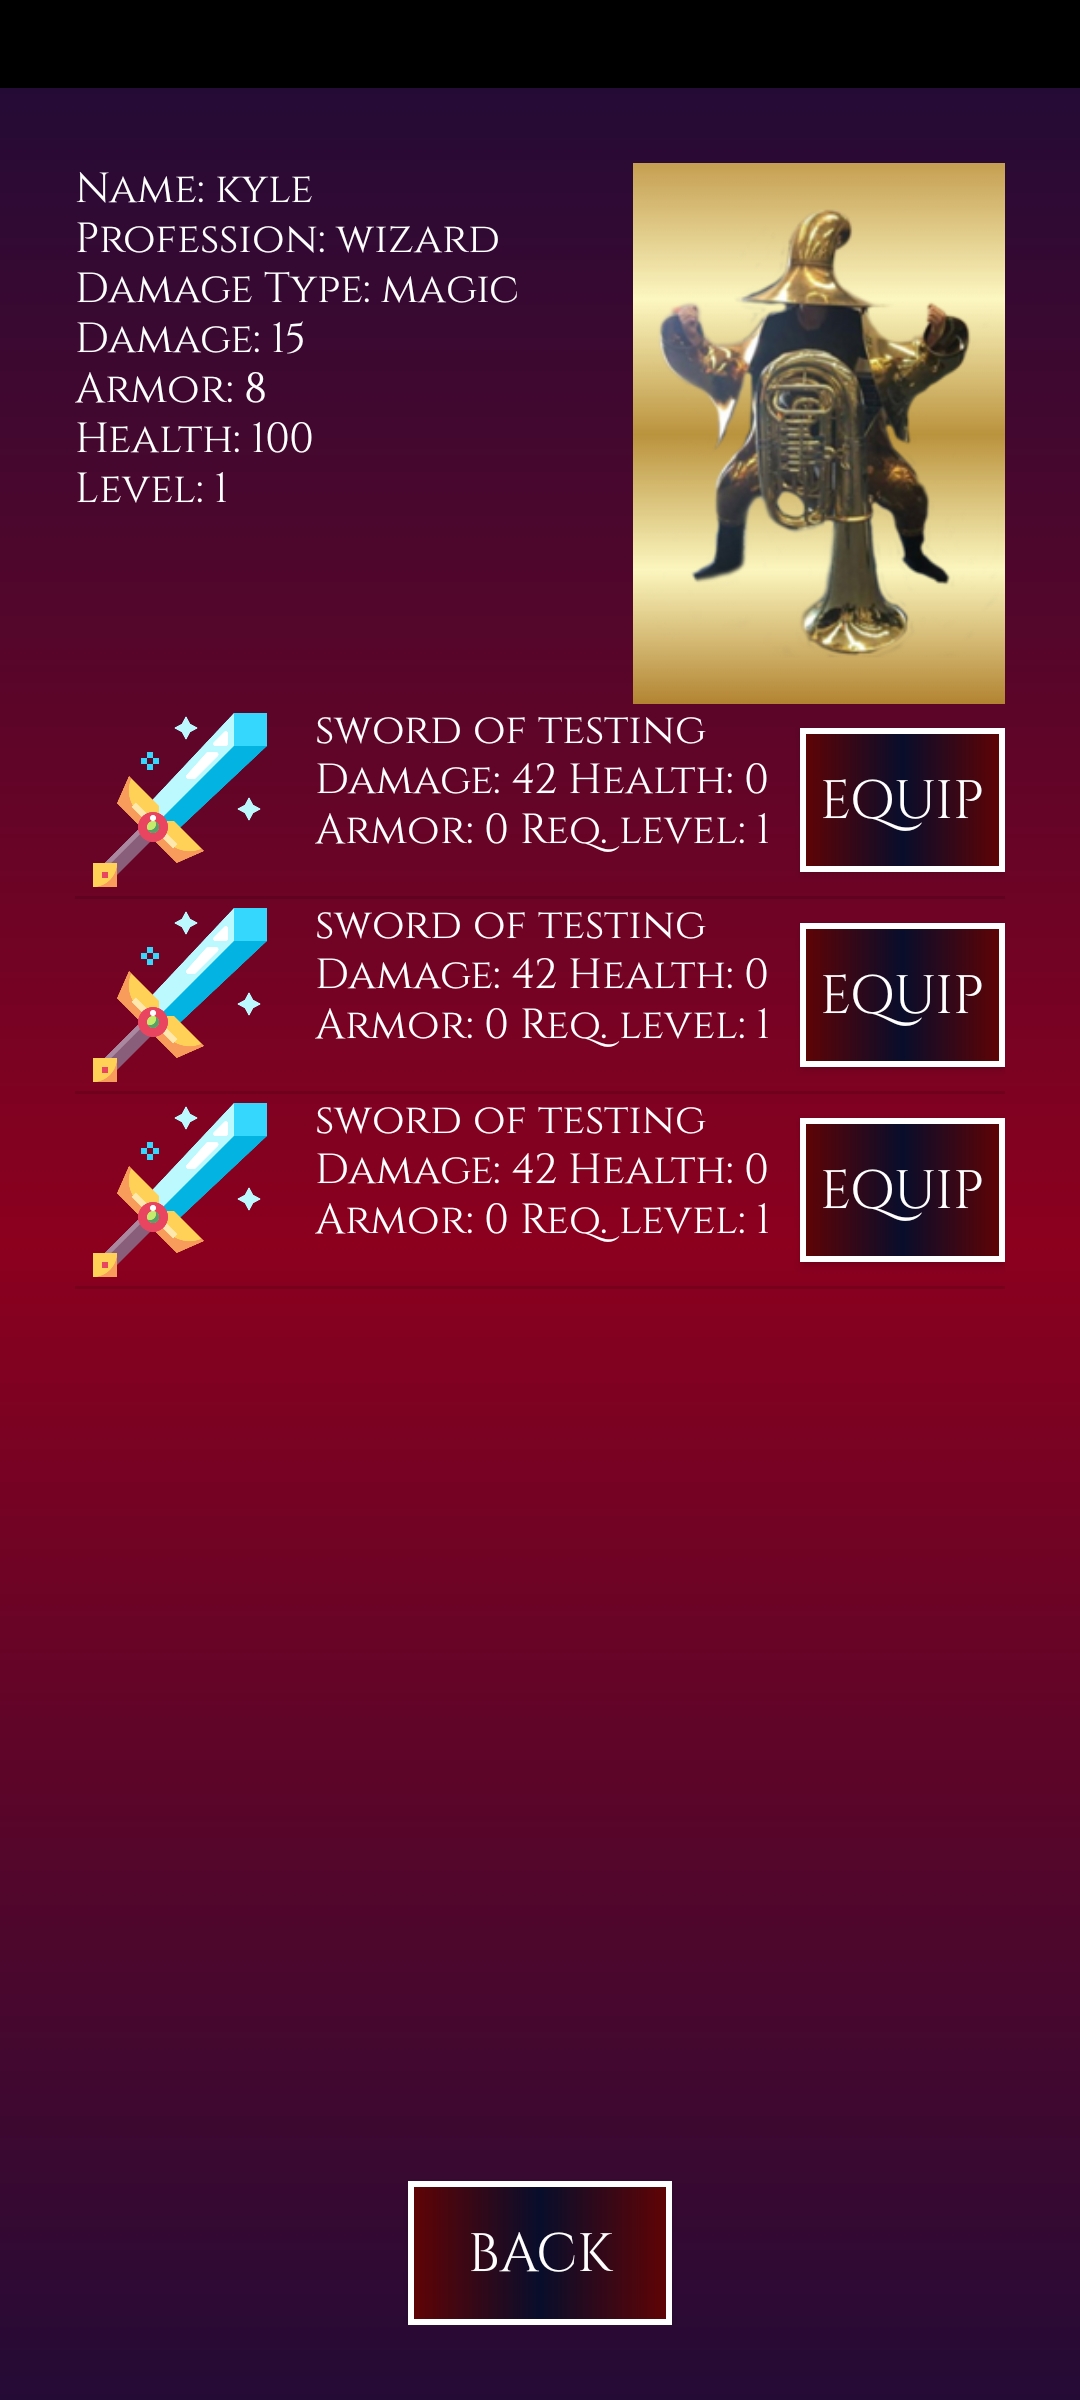 Name: kyle
Profession: wizard
Damage Type: magic
Damage: 15
Armor: 8
Health: 100
Level: 1
sword of testing
Damage: 42 Health: 0
Armor: 0 Req. level: 1
EQUIP
sword of testing
Damage: 42 Health: 0
Armor: 0 Req. level: 1
EQUIP
sword of testing
Damage: 42 Health: 0
Armor: 0 Req. level: 1
EQUIP
BACK